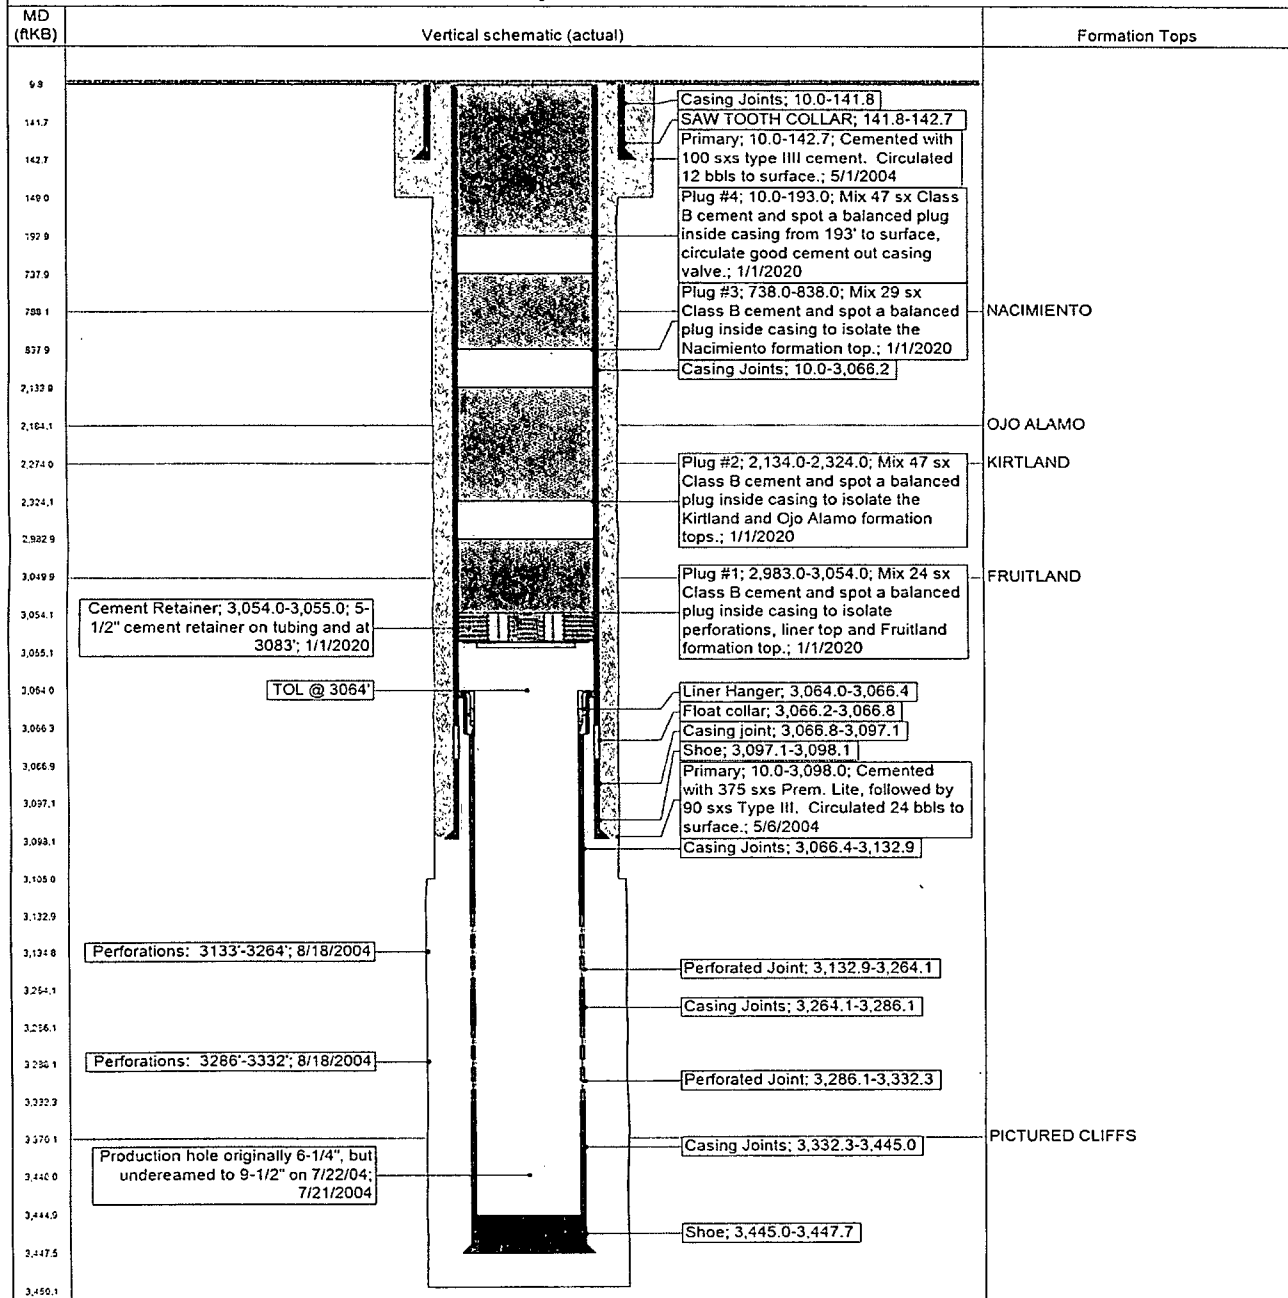 MD
(ftKB)
Vertical schematic (actual)
Formation Tops
9.8
141.7
142.7
149.0
192.9
737.9
788.1
837.9
2,133.9
2,184.1
2,274.0
2,324.1
2,982.9
3,049.9
3,054.1
3,055.1
3,064.0
3,066.3
3,066.9
3,097.1
3,098.1
3,105.0
3,132.9
3,134.8
3,264.1
3,286.1
3,332.3
3,376.1
3,440.0
3,444.9
3,447.5
3,450.1
Cement Retainer; 3,054.0-3,055.0; 5-
1/2" cement retainer on tubing and at
3083'; 1/1/2020
TOL @ 3064'
Perforations: 3133'-3264'; 8/18/2004
Perforations: 3286'-3332'; 8/18/2004
Production hole originally 6-1/4", but
undereamed to 9-1/2" on 7/22/04;
7/21/2004
Casing Joints; 10.0-141.8
SAW TOOTH COLLAR; 141.8-142.7
Primary; 10.0-142.7; Cemented with
100 sxs type IIII cement. Circulated
12 bbls to surface.; 5/1/2004
Plug #4; 10.0-193.0; Mix 47 sx Class
B cement and spot a balanced plug
inside casing from 193' to surface,
circulate good cement out casing
valve.; 1/1/2020
Plug #3; 738.0-838.0; Mix 29 sx
Class B cement and spot a balanced
plug inside casing to isolate the
Nacimiento formation top.; 1/1/2020
Casing Joints; 10.0-3,066.2
Plug #2; 2,134.0-2,324.0; Mix 47 sx
Class B cement and spot a balanced
plug inside casing to isolate the
Kirtland and Ojo Alamo formation
tops.; 1/1/2020
Plug #1; 2,983.0-3,054.0; Mix 24 sx
Class B cement and spot a balanced
plug inside casing to isolate
perforations, liner top and Fruitland
formation top.; 1/1/2020
Liner Hanger; 3,064.0-3,066.4
Float collar; 3,066.2-3,066.8
Casing joint; 3,066.8-3,097.1
Shoe; 3,097.1-3,098.1
Primary; 10.0-3,098.0; Cemented
with 375 sxs Prem. Lite, followed by
90 sxs Type III. Circulated 24 bbls to
surface.; 5/6/2004
Casing Joints; 3,066.4-3,132.9
Perforated Joint; 3,132.9-3,264.1
Casing Joints; 3,264.1-3,286.1
Perforated Joint; 3,286.1-3,332.3
Casing Joints; 3,332.3-3,445.0
Shoe; 3,445.0-3,447.7
NACIMIENTO
OJO ALAMO
KIRTLAND
FRUITLAND
PICTURED CLIFFS